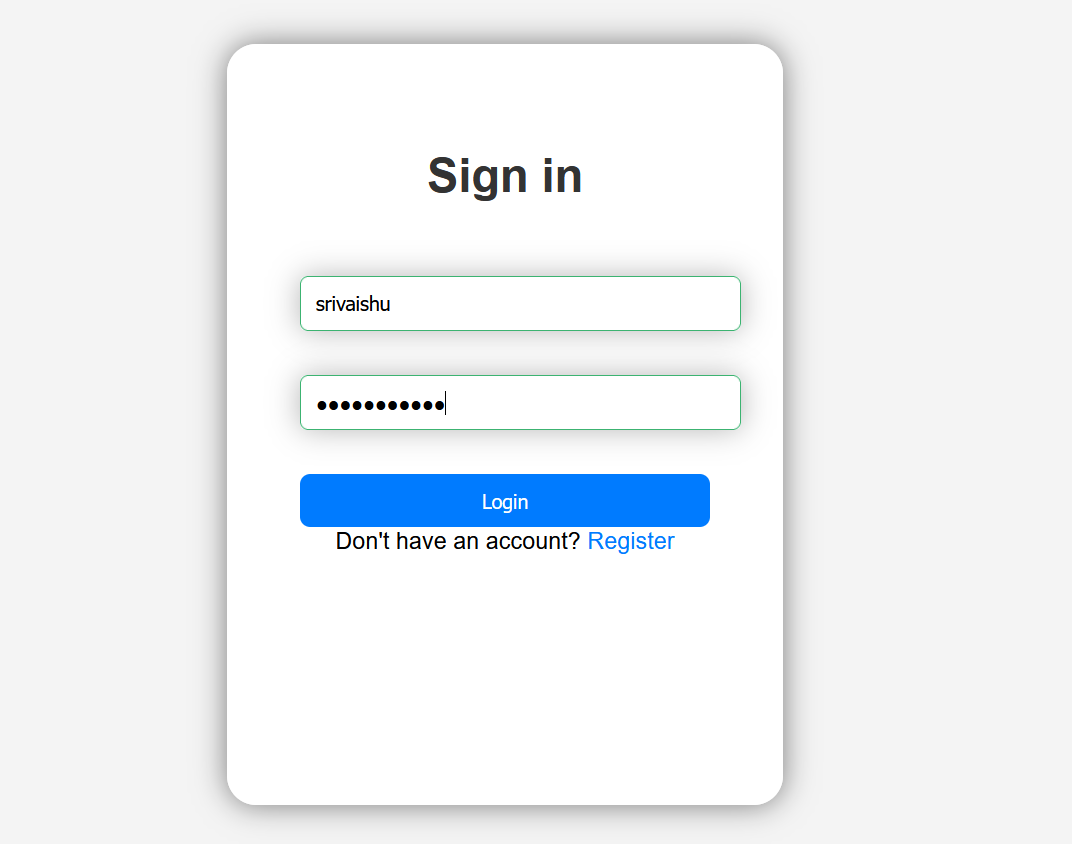 Sign in
srivaishu
●●●●●●●●●●●
Login
Don't have an account? Register